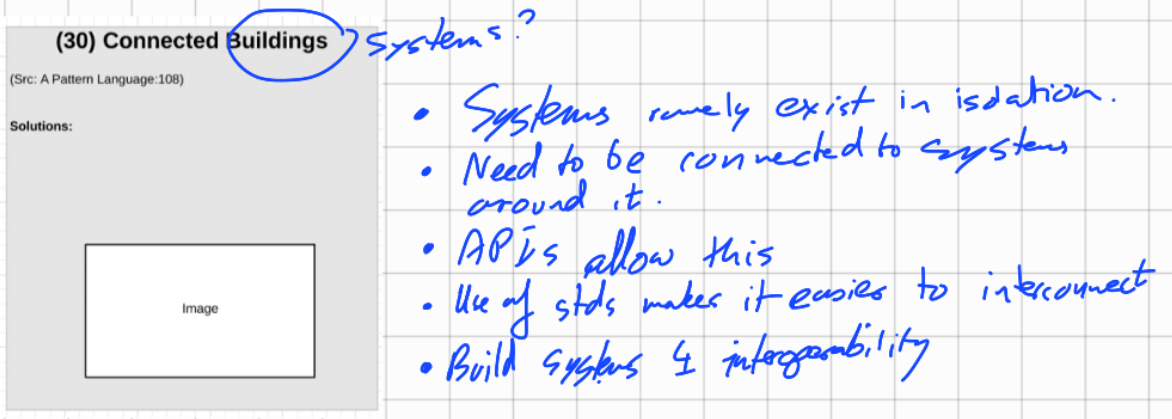 (30) Connected Buildings
systems?
(Src: A Pattern Language:108)
Solutions:
Image
• Systems rarely exist in isolation.
• Need to be connected to systems
around it.
• APIs allow this
• Use of stds makes it easier to interconnect
• Build systems 4 interoperability